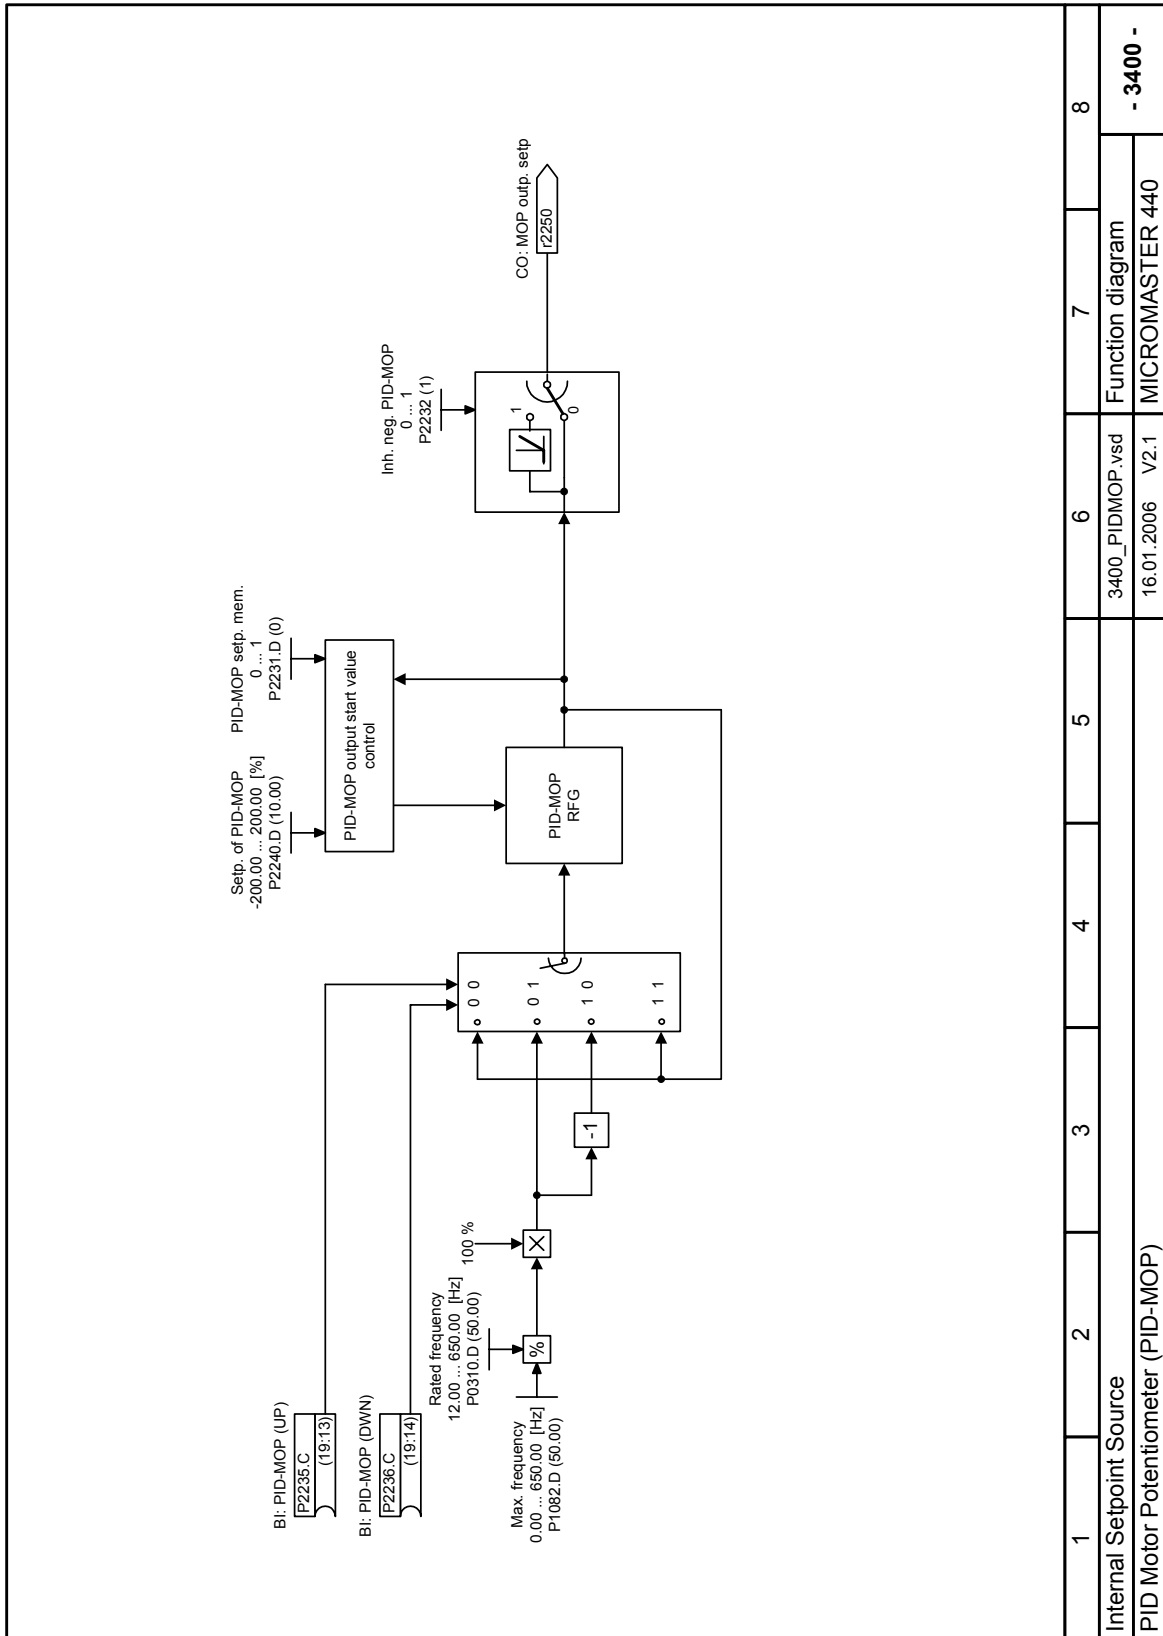 BI: PID-MOP (UP)
P2235.C
(19:13)
BI: PID-MOP (DWN)
P2236.C
(19:14)
Max. frequency
0.00 ... 650.00 [Hz]
P1082.D (50.00)
Rated frequency
12.00 ... 650.00 [Hz]
P0310.D (50.00)
%
100 %
X
-1
0 0
0 1
1 0
1 1
Setp. of PID-MOP
-200.00 ... 200.00 [%]
P2240.D (10.00)
PID-MOP setp. mem.
0 ... 1
P2231.D (0)
PID-MOP output start value
control
PID-MOP
RFG
Inh. neg. PID-MOP
0 ... 1
P2232 (1)
1
0
CO: MOP outp. setp
r2250
1 2 3 4 5 6 7 8
Internal Setpoint Source
3400_PIDMOP.vsd
Function diagram
- 3400 -
PID Motor Potentiometer (PID-MOP)
16.01.2006 V2.1
MICROMASTER 440